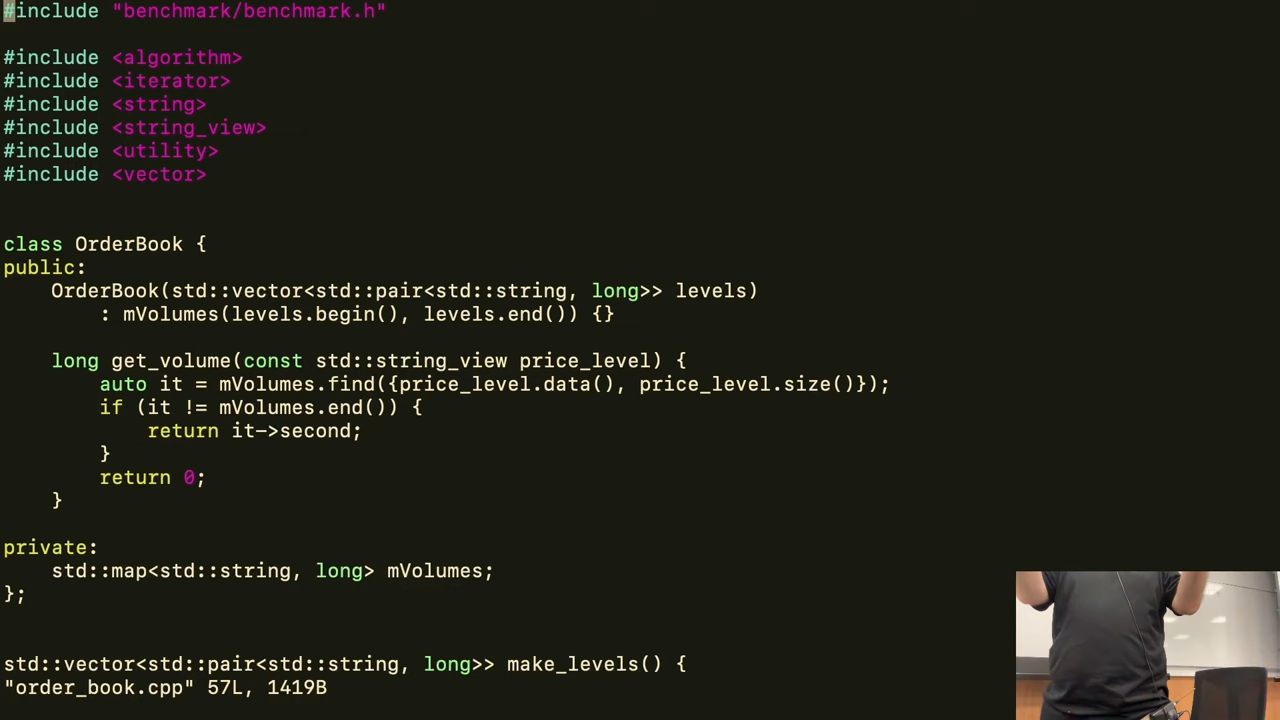 #include "benchmark/benchmark.h"
#include <algorithm>
#include <iterator>
#include <string>
#include <string_view>
#include <utility>
#include <vector>
class OrderBook {
public:
    OrderBook(std::vector<std::pair<std::string, long>> levels)
        : mVolumes(levels.begin(), levels.end()) {}
    long get_volume(const std::string_view price_level) {
        auto it = mVolumes.find({price_level.data(), price_level.size()});
        if (it != mVolumes.end()) {
            return it->second;
        }
        return 0;
    }
private:
    std::map<std::string, long> mVolumes;
};
std::vector<std::pair<std::string, long>> make_levels() {
"order_book.cpp" 57L, 1419B